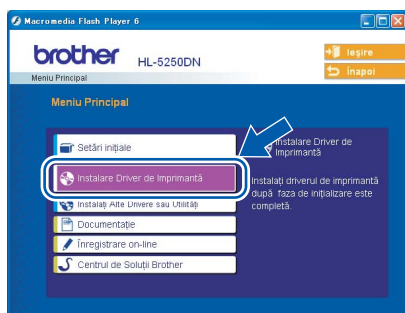 Macromedia Flash Player 6
brother
HL-5250DN
Ieşire
Înapoi
Meniu Principal
Meniu Principal
Setări iniţiale
Instalare Driver de Imprimantă
Instalaţi Alte Drivere sau Utilităţi
Documentaţie
Înregistrare on-line
Centrul de Soluţii Brother
Instalare Driver de
Imprimantă
Instalaţi driverul de imprimantă
după faza de iniţializare este
completă.